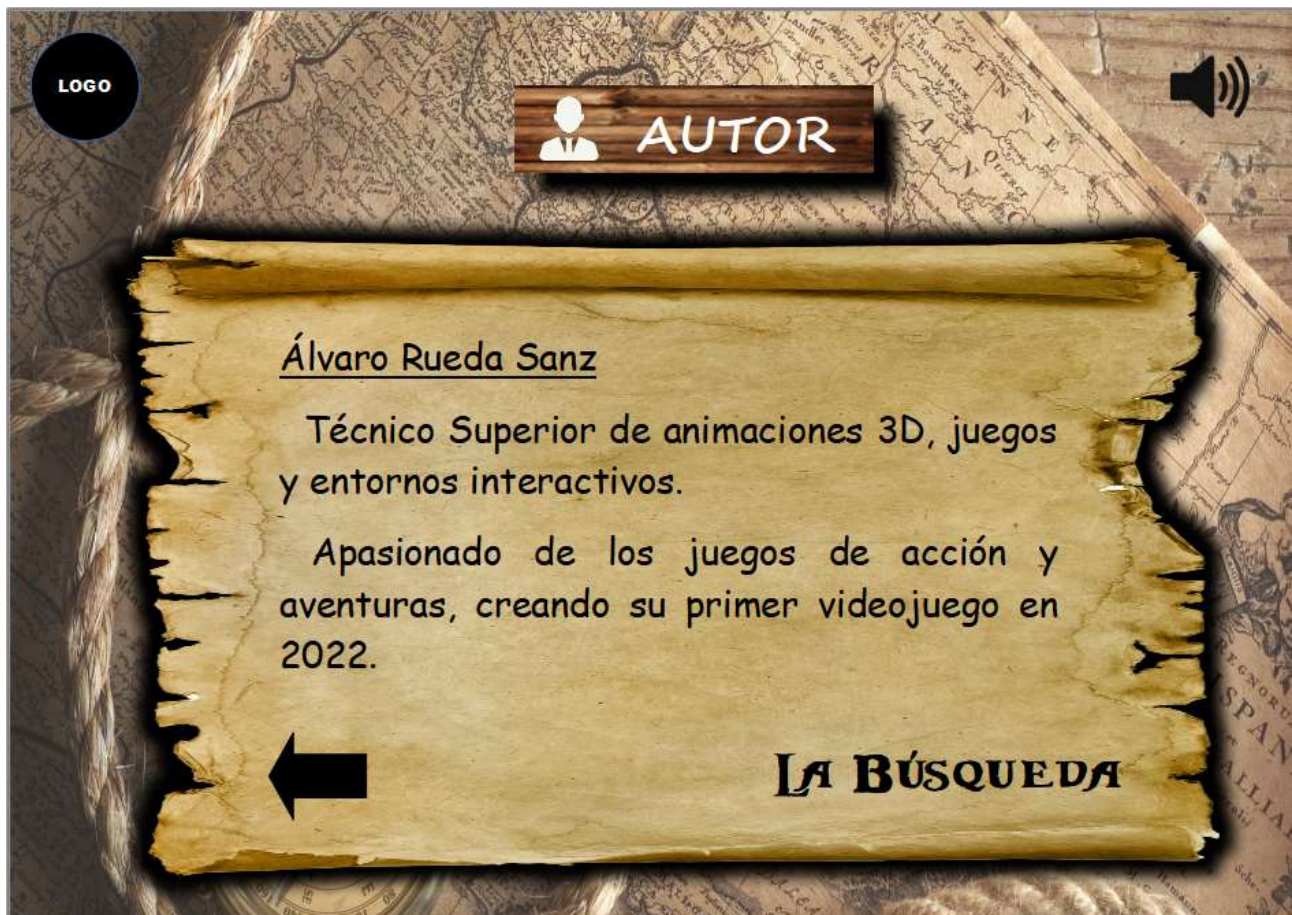 LOGO
AUTOR
Álvaro Rueda Sanz
Técnico Superior de animaciones 3D, juegos
y entornos interactivos.
Apasionado de los juegos de acción y
aventuras, creando su primer videojuego en
2022.
LA BÚSQUEDA